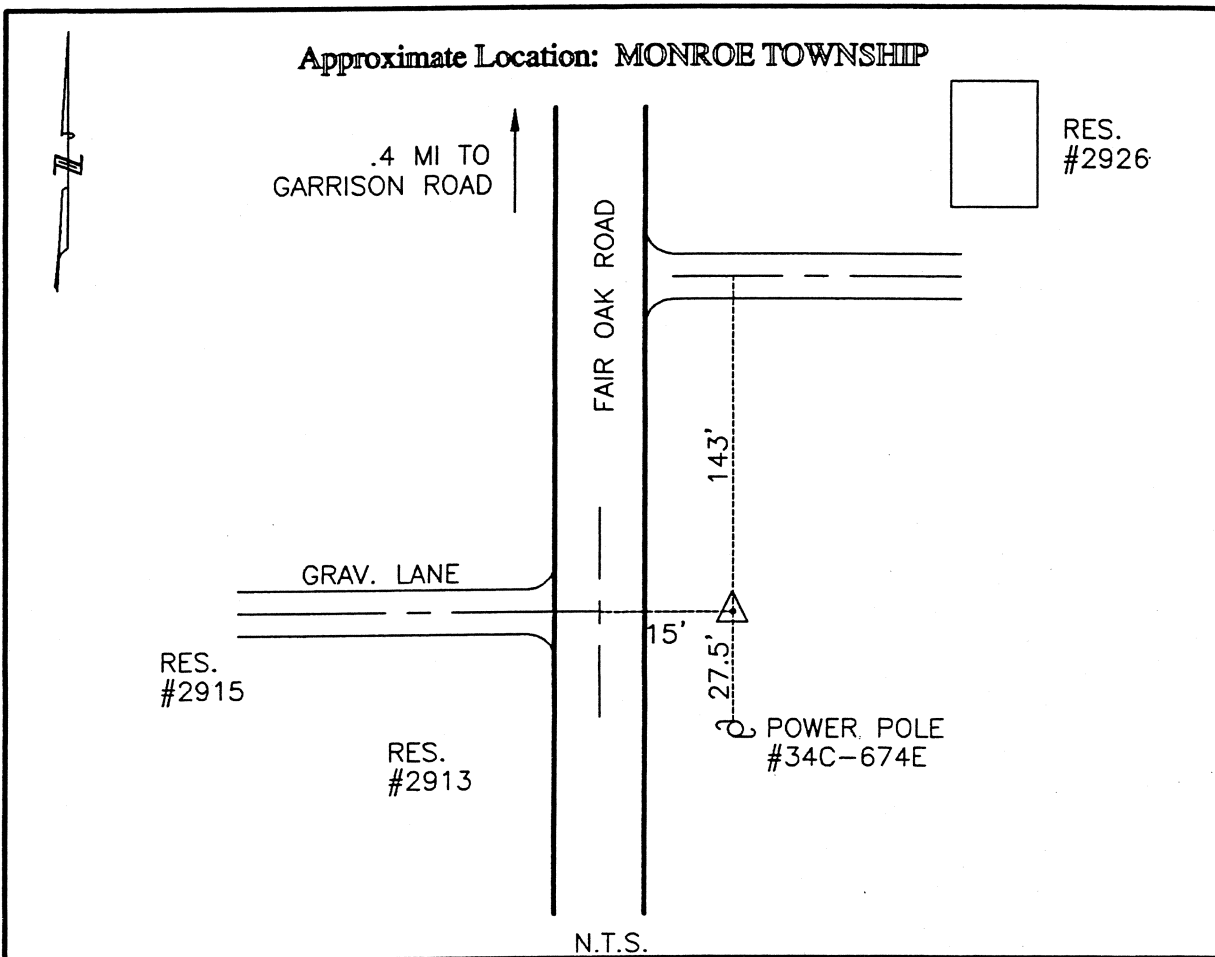 Approximate Location: MONROE TOWNSHIP
.4 MI TO
GARRISON ROAD
RES.
#2926
N
FAIR OAK ROAD
143'
GRAV. LANE
15'
27.5'
RES.
#2915
POWER POLE
#34C-674E
RES.
#2913
N.T.S.